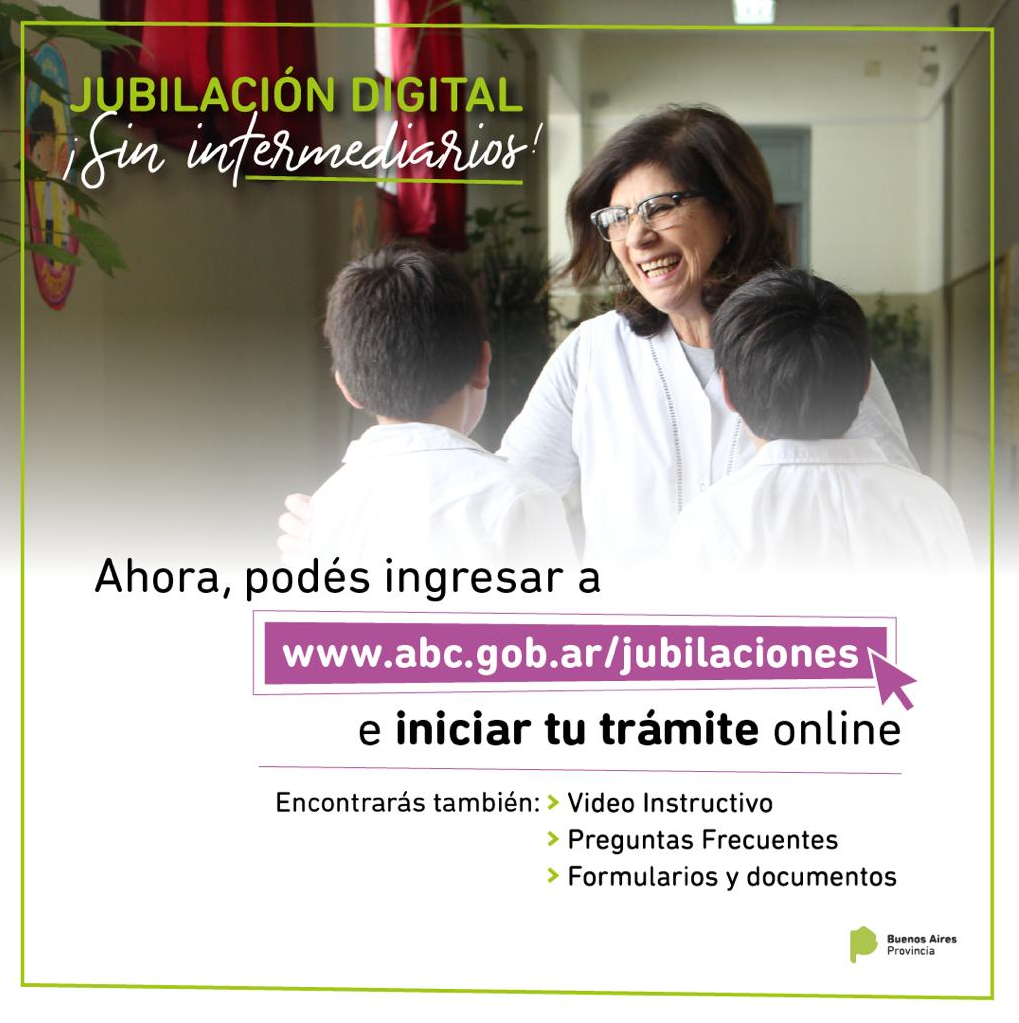 JUBILACIÓN DIGITAL
¡Sin intermediarios!
Ahora, podés ingresar a
www.abc.gob.ar/jubilaciones
e iniciar tu trámite online
Encontrarás también: > Video Instructivo
> Preguntas Frecuentes
> Formularios y documentos
Buenos Aires
Provincia